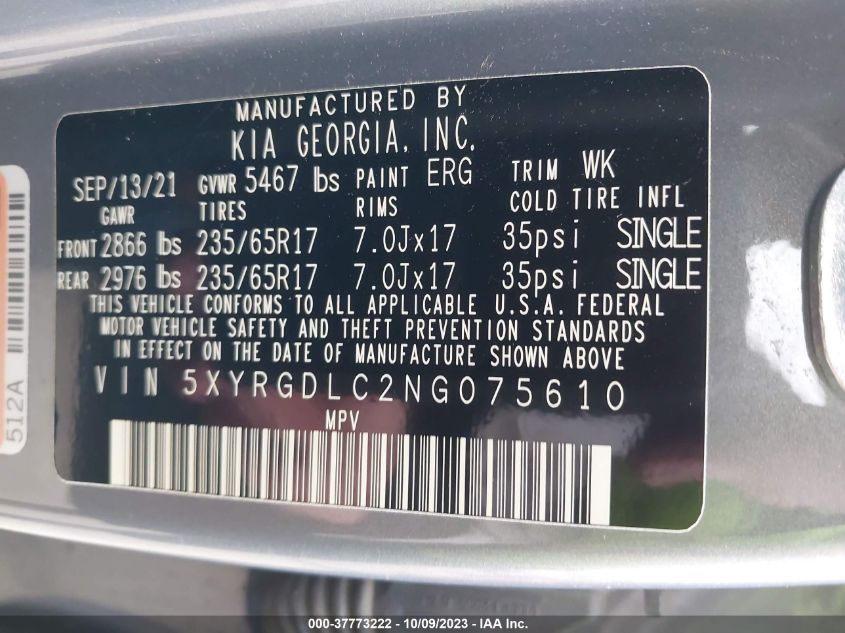 MANUFACTURED BY
KIA GEORGIA, INC.
SEP/13/21 GVWR 5467 lbs PAINT ERG TRIM WK
GAWR TIRES RIMS COLD TIRE INFL
FRONT 2866 lbs 235/65R17 7.0Jx17 35psi SINGLE
REAR 2976 lbs 235/65R17 7.0Jx17 35psi SINGLE
THIS VEHICLE CONFORMS TO ALL APPLICABLE U.S.A. FEDERAL
MOTOR VEHICLE SAFETY AND THEFT PREVENTION STANDARDS
IN EFFECT ON THE DATE OF MANUFACTURE SHOWN ABOVE
VIN 5XYRGDLC2NG075610
MPV
512A
000-37773222 - 10/09/2023 - IAA Inc.